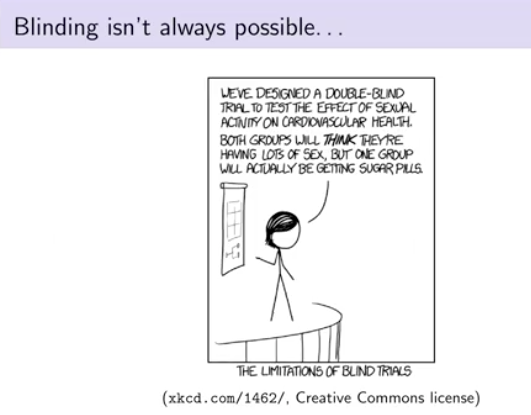 Blinding isn't always possible...
WE'VE DESIGNED A DOUBLE-BLIND
TRIAL TO TEST THE EFFECT OF SEXUAL
ACTIVITY ON CARDIOVASCULAR HEALTH.
BOTH GROUPS WILL THINK THEY'RE
HAVING LOTS OF SEX, BUT ONE GROUP
WILL ACTUALLY BE GETTING SUGAR PILLS.
THE LIMITATIONS OF BLIND TRIALS
(xkcd.com/1462/, Creative Commons license)